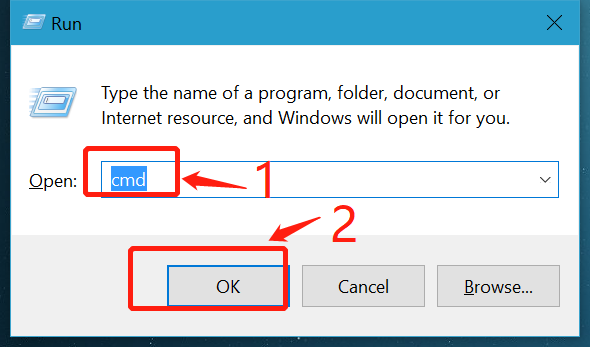 Run
Type the name of a program, folder, document, or
Internet resource, and Windows will open it for you.
Open: cmd
1
2
OK Cancel Browse...